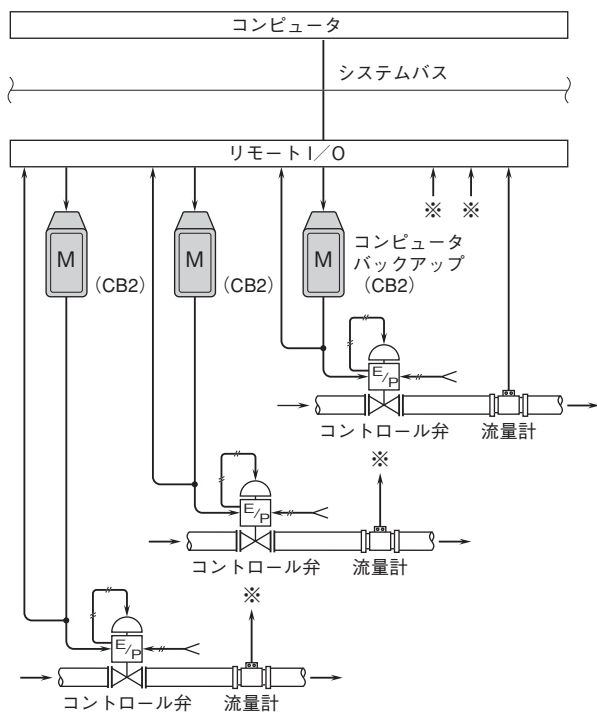 コンピュータ
システムバス
リモートI／O
※ ※
M
(CB2)
M
(CB2)
M
コンピュータ
バックアップ
(CB2)
E/P
コントロール弁
流量計
※
E/P
コントロール弁
流量計
※
E/P
コントロール弁
流量計